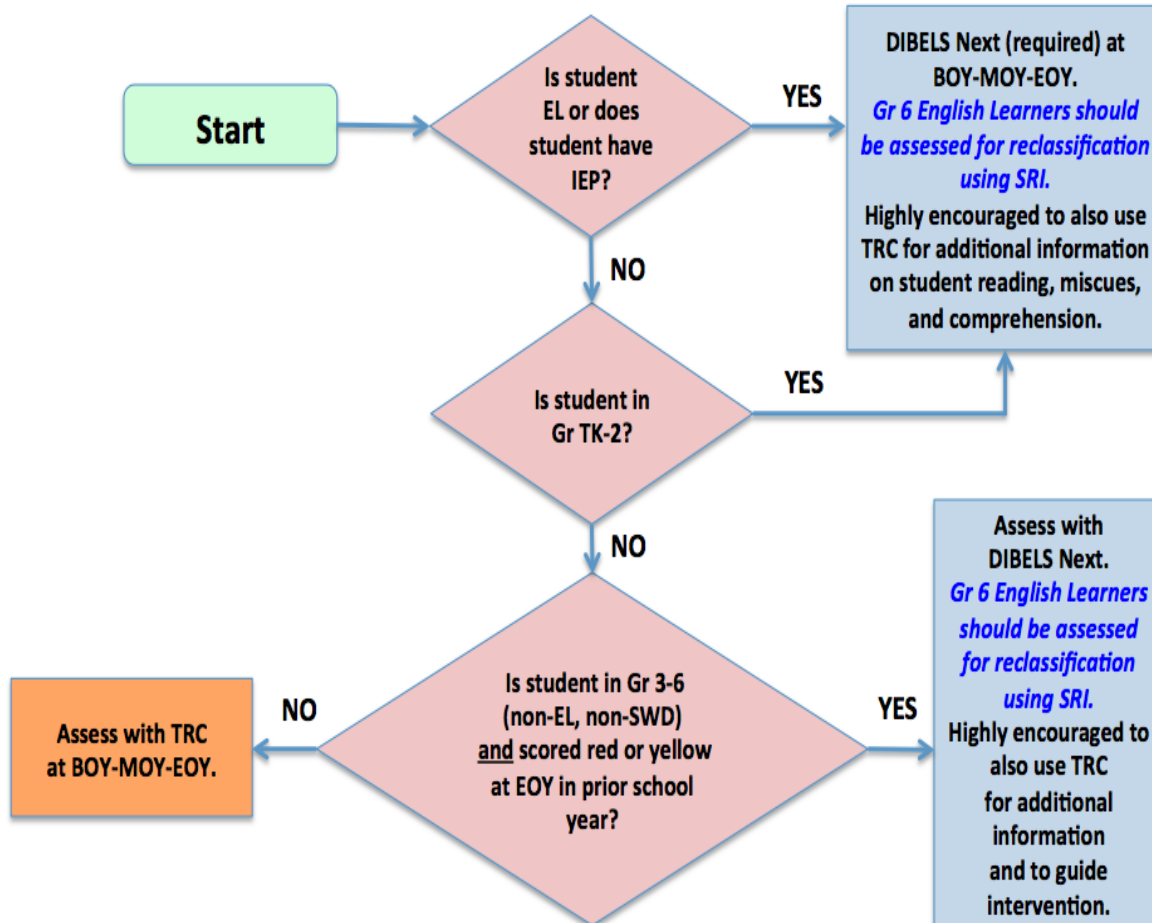 Start
Is student
EL or does
student have
IEP?
YES
DIBELS Next (required) at
BOY-MOY-EOY.
Gr 6 English Learners should
be assessed for reclassification
using SRI.
Highly encouraged to also use
TRC for additional information
on student reading, miscues,
and comprehension.
NO
Is student in
Gr TK-2?
YES
NO
Is student in Gr 3-6
(non-EL, non-SWD)
and scored red or yellow
at EOY in prior school
year?
NO
Assess with TRC
at BOY-MOY-EOY.
YES
Assess with
DIBELS Next.
Gr 6 English Learners
should be assessed
for reclassification
using SRI.
Highly encouraged to
also use TRC
for additional
information
and to guide
intervention.